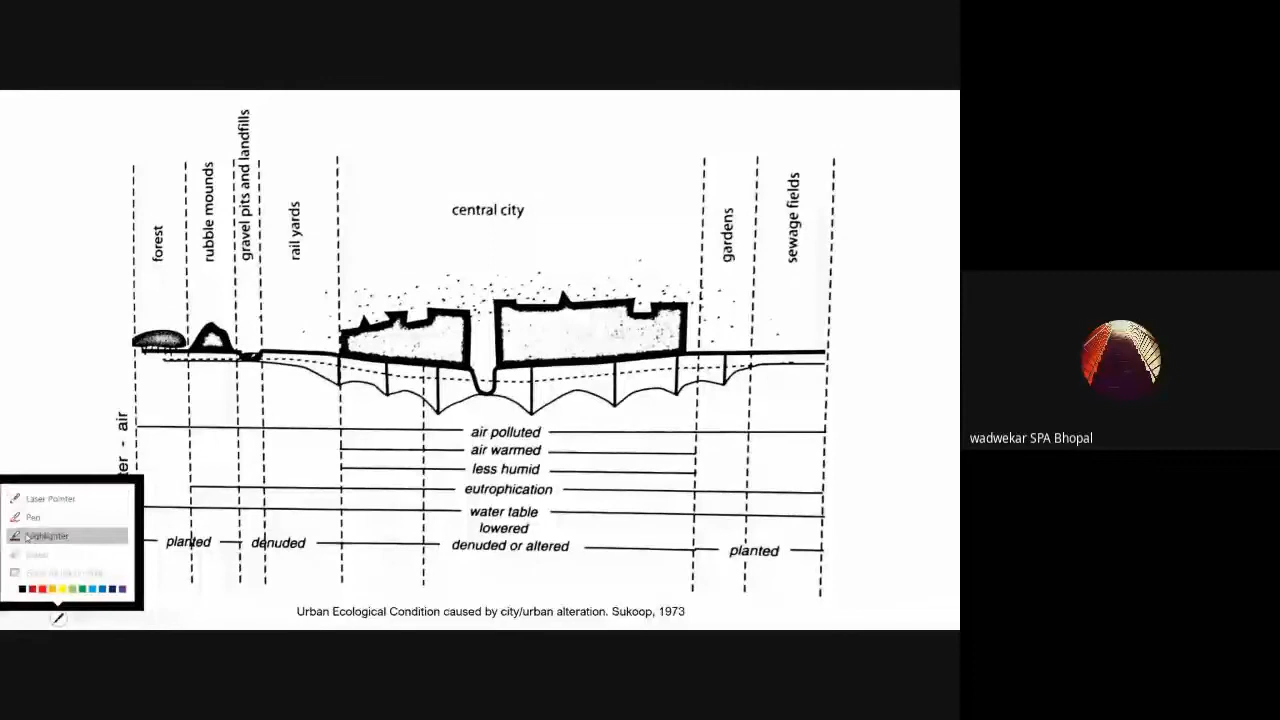 forest
rubble mounds
gravel pits and landfills
rail yards
central city
gardens
sewage fields
- air
air polluted
air warmed
less humid
eutrophication
water table
lowered
planted
denuded
denuded or altered
planted
Urban Ecological Condition caused by city/urban alteration. Sukoop, 1973
Laser Pointer
Pen
Highlighter
wadwekar SPA Bhopal